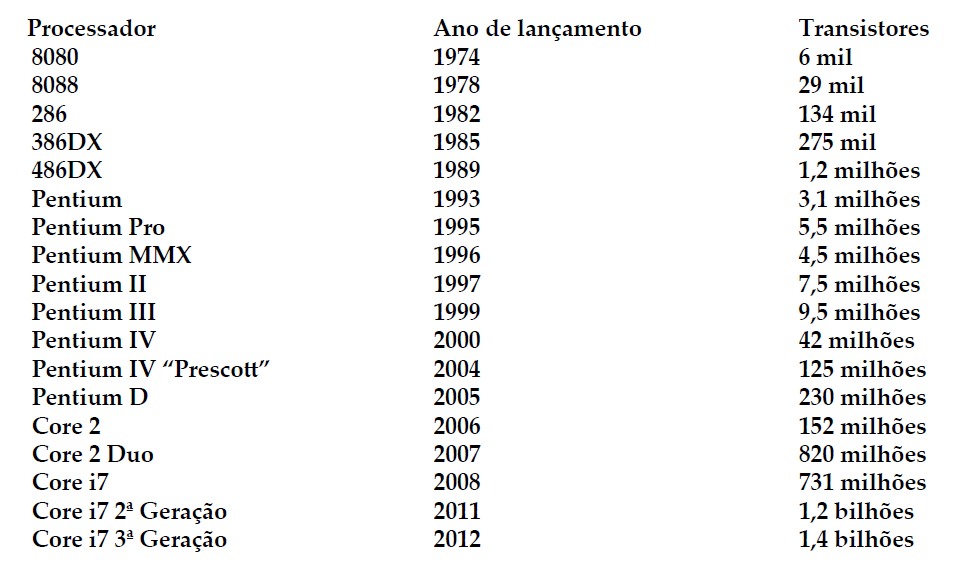 Processador Ano de lançamento Transistores
8080 1974 6 mil
8088 1978 29 mil
286 1982 134 mil
386DX 1985 275 mil
486DX 1989 1,2 milhões
Pentium 1993 3,1 milhões
Pentium Pro 1995 5,5 milhões
Pentium MMX 1996 4,5 milhões
Pentium II 1997 7,5 milhões
Pentium III 1999 9,5 milhões
Pentium IV 2000 42 milhões
Pentium IV “Prescott” 2004 125 milhões
Pentium D 2005 230 milhões
Core 2 2006 152 milhões
Core 2 Duo 2007 820 milhões
Core i7 2008 731 milhões
Core i7 2ª Geração 2011 1,2 bilhões
Core i7 3ª Geração 2012 1,4 bilhões